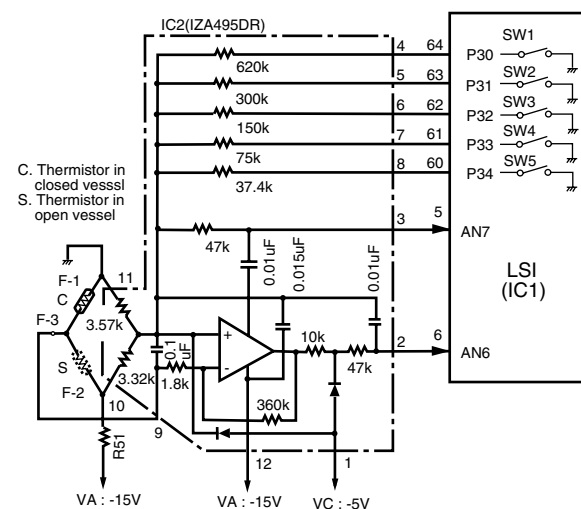 IC2(IZA495DR)
620k
4
64
P30
SW1
300k
5
63
P31
SW2
150k
6
62
P32
SW3
75k
7
61
P33
SW4
37.4k
8
60
P34
SW5
C. Thermistor in
closed vesssl
S. Thermistor in
open vessel
47k
3
5
AN7
0.01uF
0.015uF
0.01uF
LSI
(IC1)
F-1
C
11
3.57k
F-3
S
F-2
3.32k
10
0.1
uF
1.8k
+
-
10k
47k
2
6
AN6
360k
R51
9
12
1
VA : -15V
VA : -15V
VC : -5V